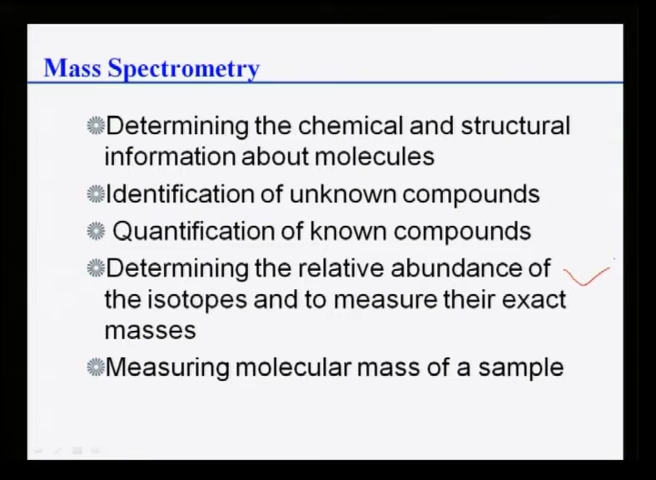 Mass Spectrometry
Determining the chemical and structural
information about molecules
Identification of unknown compounds
Quantification of known compounds
Determining the relative abundance of
the isotopes and to measure their exact
masses
Measuring molecular mass of a sample